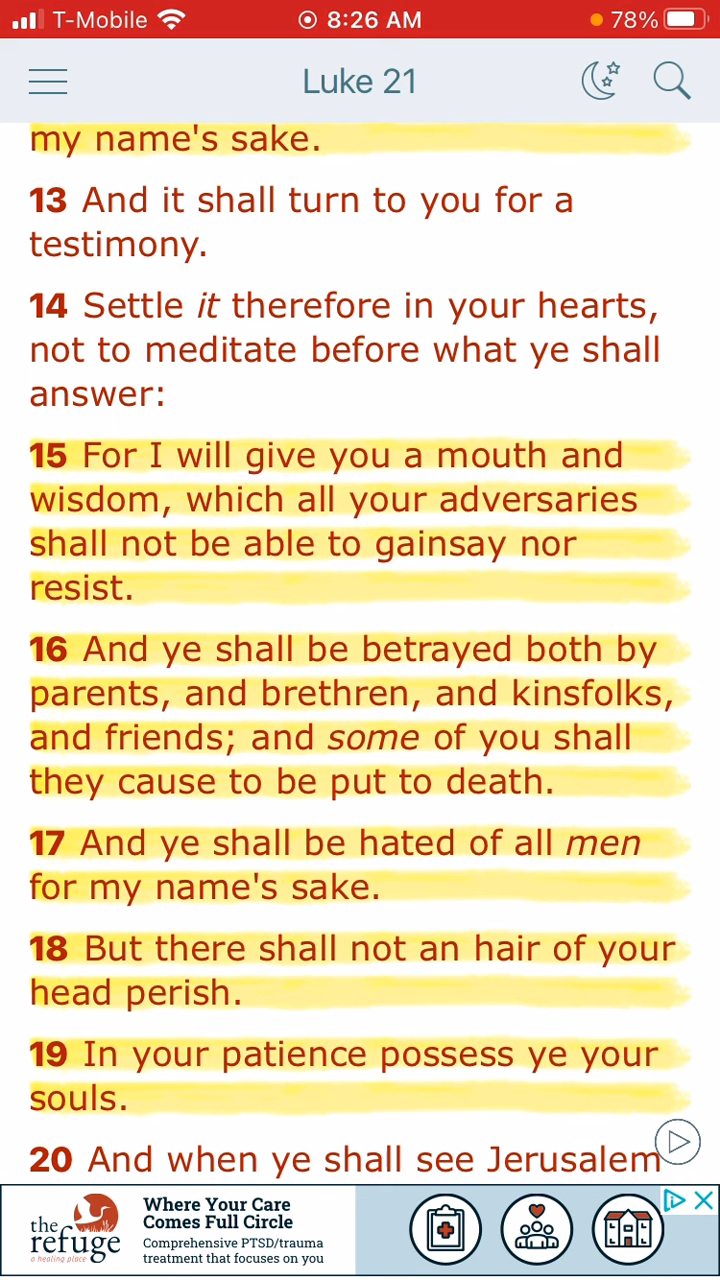 T-Mobile 8:26 AM 78%
Luke 21
my name's sake.
13 And it shall turn to you for a
testimony.
14 Settle it therefore in your hearts,
not to meditate before what ye shall
answer:
15 For I will give you a mouth and
wisdom, which all your adversaries
shall not be able to gainsay nor
resist.
16 And ye shall be betrayed both by
parents, and brethren, and kinsfolks,
and friends; and some of you shall
they cause to be put to death.
17 And ye shall be hated of all men
for my name's sake.
18 But there shall not an hair of your
head perish.
19 In your patience possess ye your
souls.
20 And when ye shall see Jerusalem
the
refuge
a healing place
Where Your Care
Comes Full Circle
Comprehensive PTSD/trauma
treatment that focuses on you